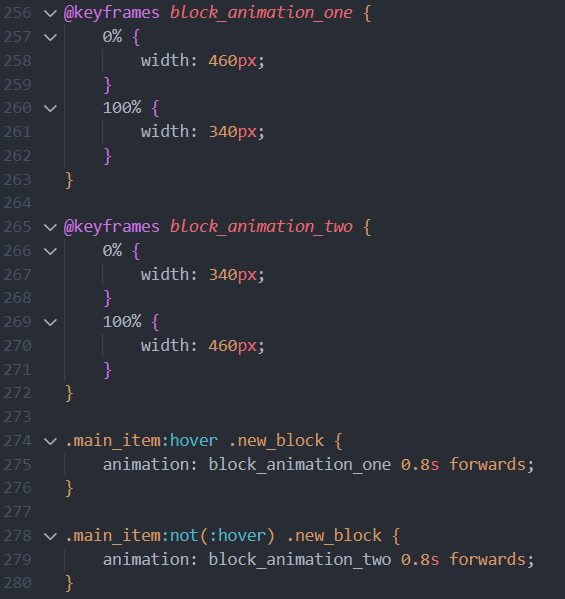 256 @keyframes block_animation_one {
257     0% {
258         width: 460px;
259     }
260     100% {
261         width: 340px;
262     }
263 }
264
265 @keyframes block_animation_two {
266     0% {
267         width: 340px;
268     }
269     100% {
270         width: 460px;
271     }
272 }
273
274 .main_item:hover .new_block {
275     animation: block_animation_one 0.8s forwards;
276 }
277
278 .main_item:not(:hover) .new_block {
279     animation: block_animation_two 0.8s forwards;
280 }